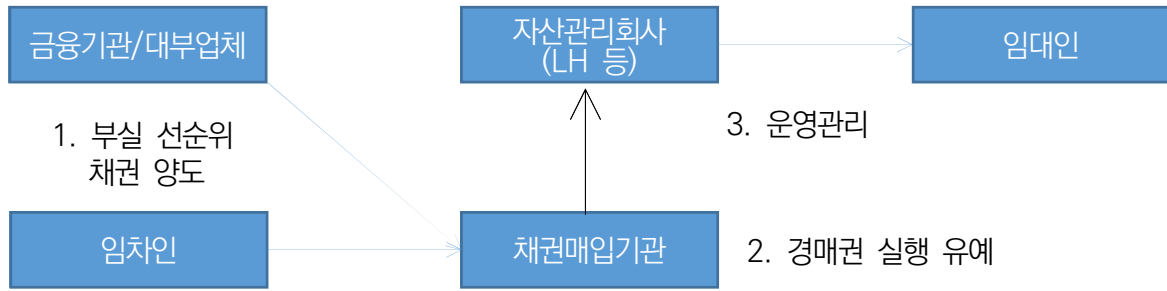 금융기관/대부업체
자산관리회사
(LH 등)
임대인
1. 부실 선순위
채권 양도
3. 운영관리
임차인
채권매입기관
2. 경매권 실행 유예